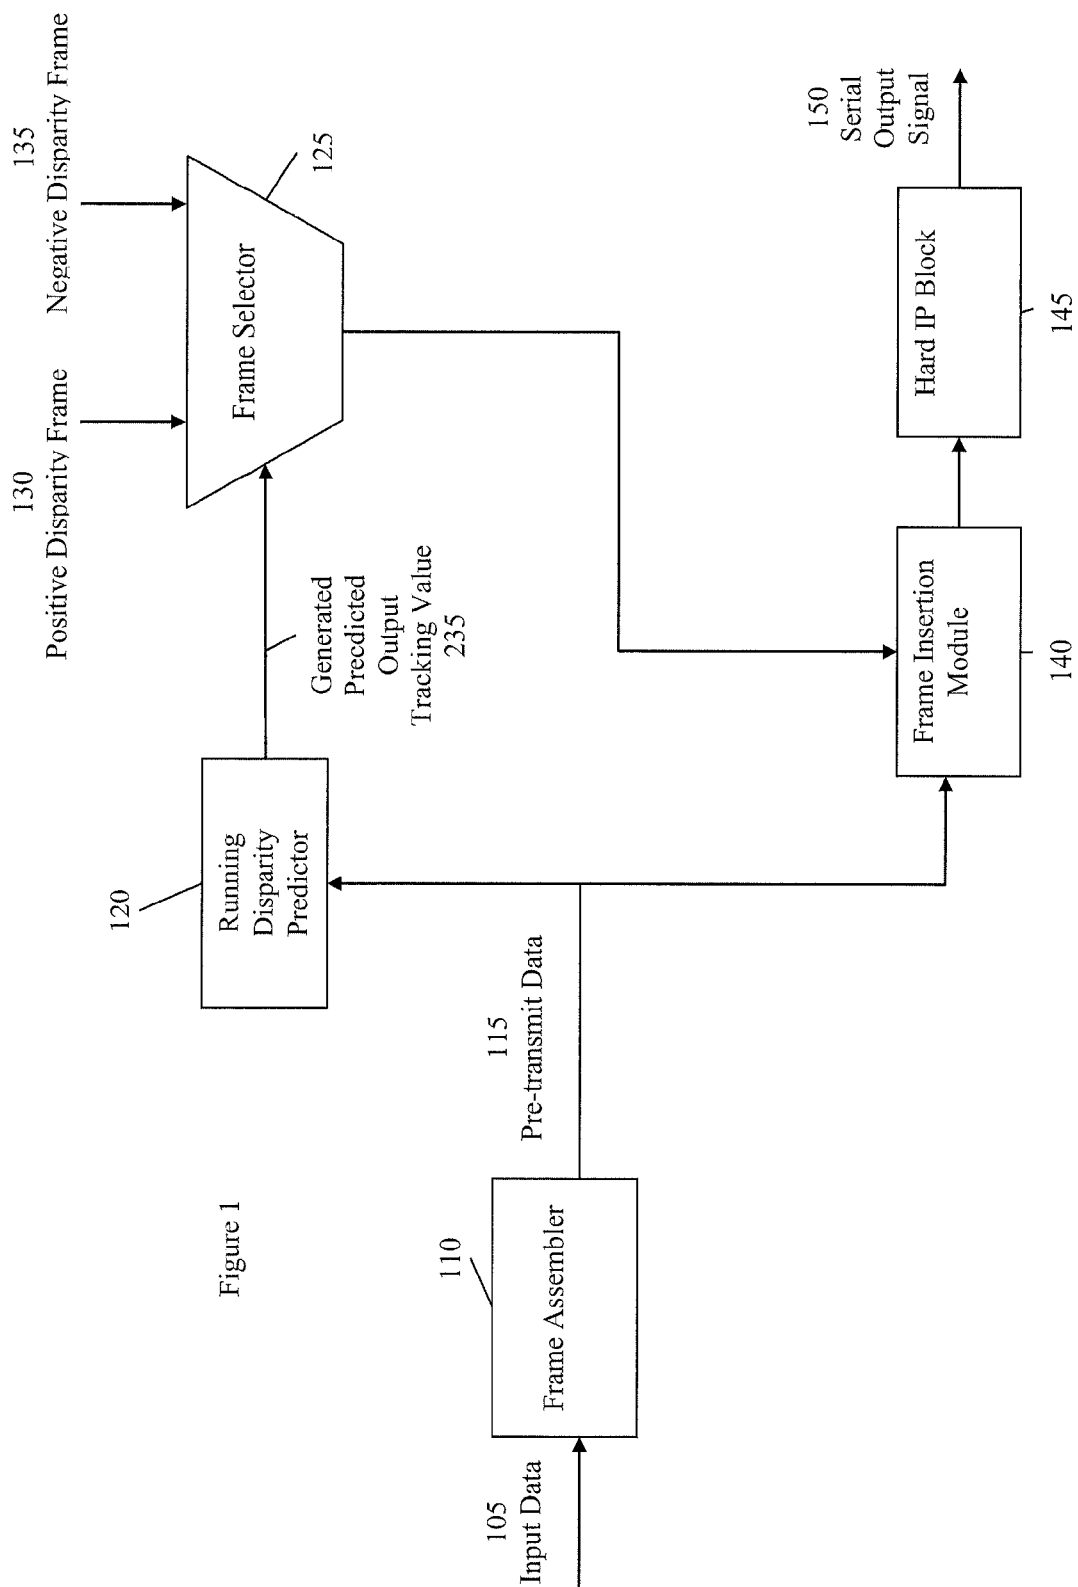 Figure 1
105
Input Data
110
Frame Assembler
115
Pre-transmit Data
120
Running
Disparity
Predictor
Generated
Precdicted
Output
Tracking Value
235
130
Positive Disparity Frame
135
Negative Disparity Frame
Frame Selector
125
Frame Insertion
Module
140
Hard IP Block
145
150
Serial
Output
Signal